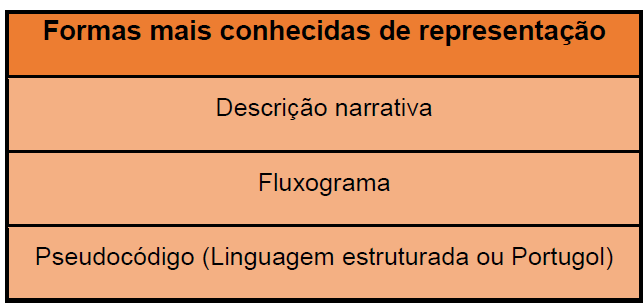 Formas mais conhecidas de representação
Descrição narrativa
Fluxograma
Pseudocódigo (Linguagem estruturada ou Portugol)